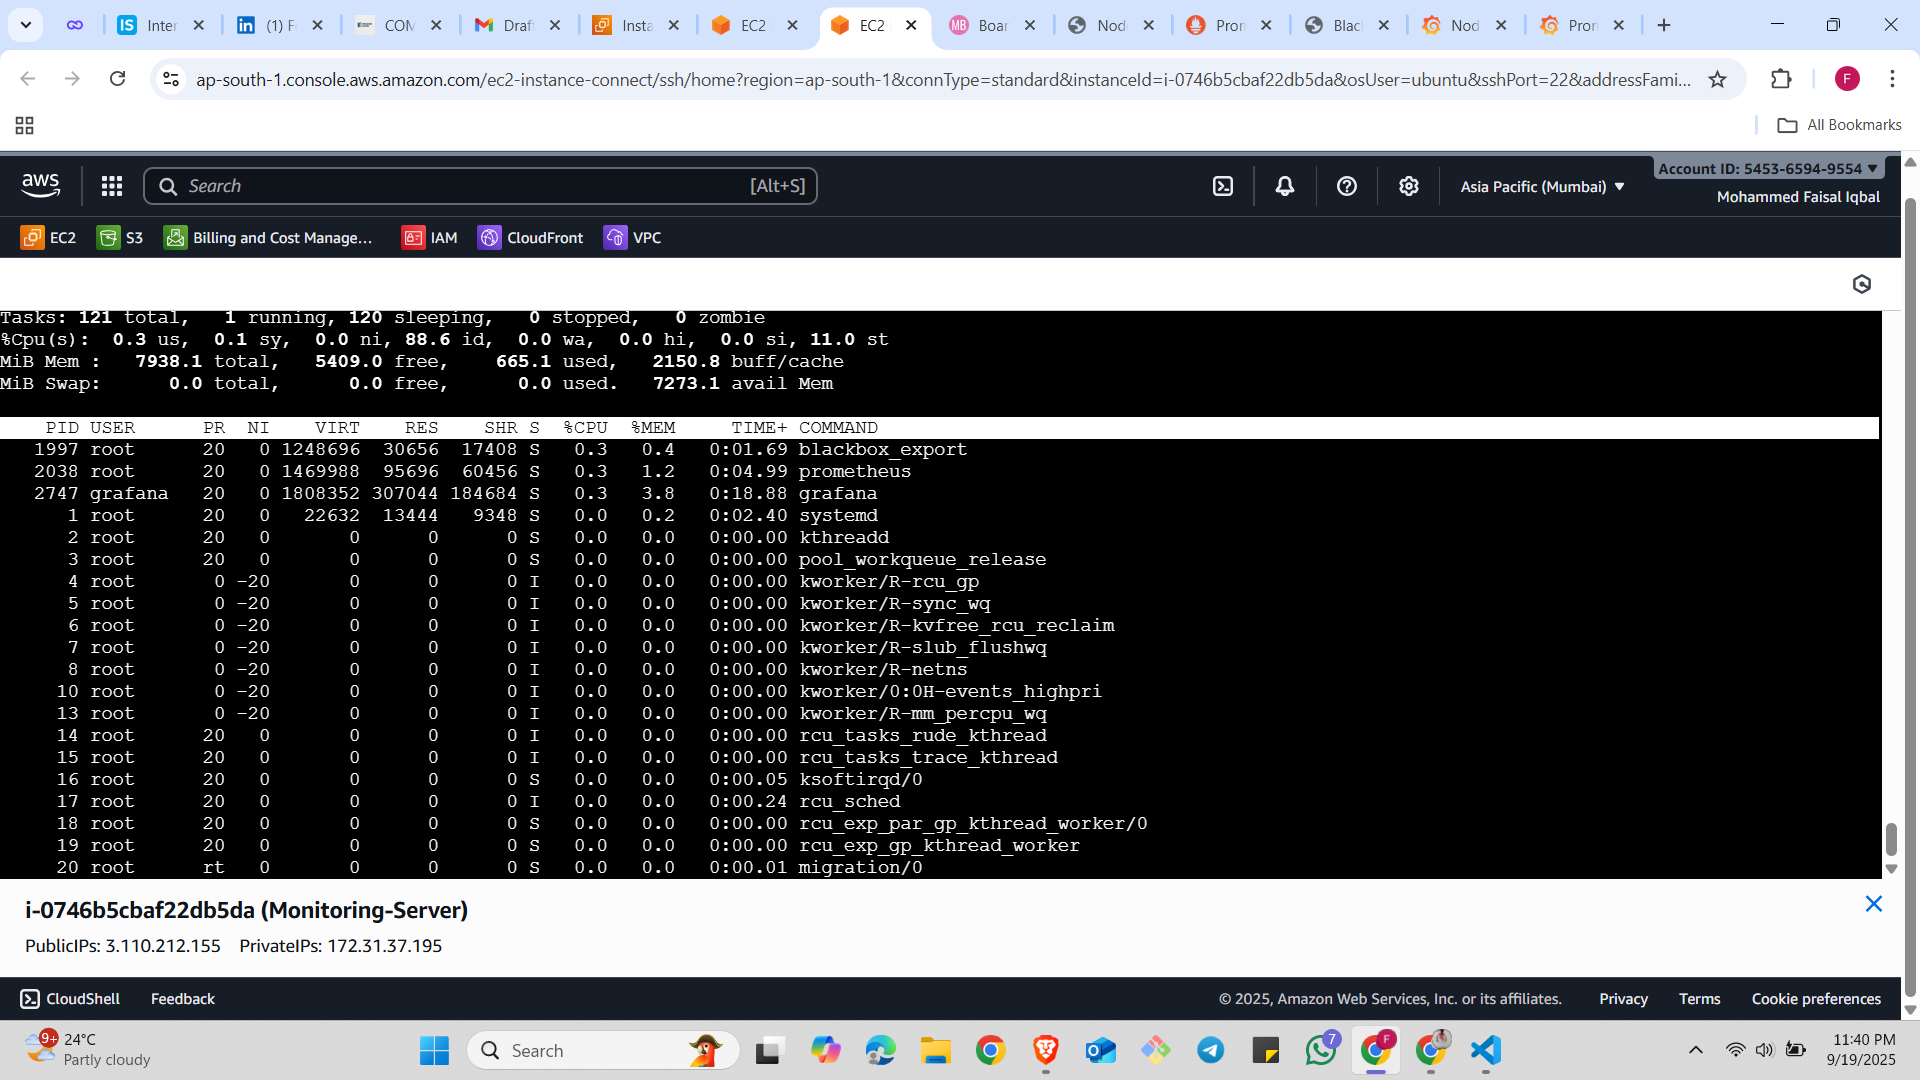 Inter
(1) F
COM
Draf
Insta
EC2
EC2
Boar
Nod
Pron
Blac
Nod
Pron
ap-south-1.console.aws.amazon.com/ec2-instance-connect/ssh/home?region=ap-south-1&connType=standard&instanceId=i-0746b5cbaf22db5da&osUser=ubuntu&sshPort=22&addressFami...
F
All Bookmarks
aws
Search
[Alt+S]
Asia Pacific (Mumbai)
Account ID: 5453-6594-9554
Mohammed Faisal Iqbal
EC2
S3
Billing and Cost Manage...
IAM
CloudFront
VPC
Tasks: 121 total, 1 running, 120 sleeping, 0 stopped, 0 zombie
%Cpu(s): 0.3 us, 0.1 sy, 0.0 ni, 88.6 id, 0.0 wa, 0.0 hi, 0.0 si, 11.0 st
MiB Mem : 7938.1 total, 5409.0 free, 665.1 used, 2150.8 buff/cache
MiB Swap: 0.0 total, 0.0 free, 0.0 used. 7273.1 avail Mem
PID USER PR NI VIRT RES SHR S %CPU %MEM TIME+ COMMAND
1997 root 20 0 1248696 30656 17408 S 0.3 0.4 0:01.69 blackbox_export
2038 root 20 0 1469988 95696 60456 S 0.3 1.2 0:04.99 prometheus
2747 grafana 20 0 1808352 307044 184684 S 0.3 3.8 0:18.88 grafana
1 root 20 0 22632 13444 9348 S 0.0 0.2 0:02.40 systemd
2 root 20 0 0 0 0 S 0.0 0.0 0:00.00 kthreadd
3 root 20 0 0 0 0 S 0.0 0.0 0:00.00 pool_workqueue_release
4 root 0 -20 0 0 0 I 0.0 0.0 0:00.00 kworker/R-rcu_gp
5 root 0 -20 0 0 0 I 0.0 0.0 0:00.00 kworker/R-sync_wq
6 root 0 -20 0 0 0 I 0.0 0.0 0:00.00 kworker/R-kvfree_rcu_reclaim
7 root 0 -20 0 0 0 I 0.0 0.0 0:00.00 kworker/R-slub_flushwq
8 root 0 -20 0 0 0 I 0.0 0.0 0:00.00 kworker/R-netns
10 root 0 -20 0 0 0 I 0.0 0.0 0:00.00 kworker/0:0H-events_highpri
13 root 0 -20 0 0 0 I 0.0 0.0 0:00.00 kworker/R-mm_percpu_wq
14 root 20 0 0 0 0 I 0.0 0.0 0:00.00 rcu_tasks_rude_kthread
15 root 20 0 0 0 0 I 0.0 0.0 0:00.00 rcu_tasks_trace_kthread
16 root 20 0 0 0 0 S 0.0 0.0 0:00.05 ksoftirqd/0
17 root 20 0 0 0 0 I 0.0 0.0 0:00.24 rcu_sched
18 root 20 0 0 0 0 S 0.0 0.0 0:00.00 rcu_exp_par_gp_kthread_worker/0
19 root 20 0 0 0 0 S 0.0 0.0 0:00.00 rcu_exp_gp_kthread_worker
20 root rt 0 0 0 0 S 0.0 0.0 0:00.01 migration/0
i-0746b5cbaf22db5da (Monitoring-Server)
PublicIPs: 3.110.212.155 PrivateIPs: 172.31.37.195
CloudShell
Feedback
© 2025, Amazon Web Services, Inc. or its affiliates.
Privacy
Terms
Cookie preferences
9+
24°C
Partly cloudy
Search
7
F
11:40 PM
9/19/2025